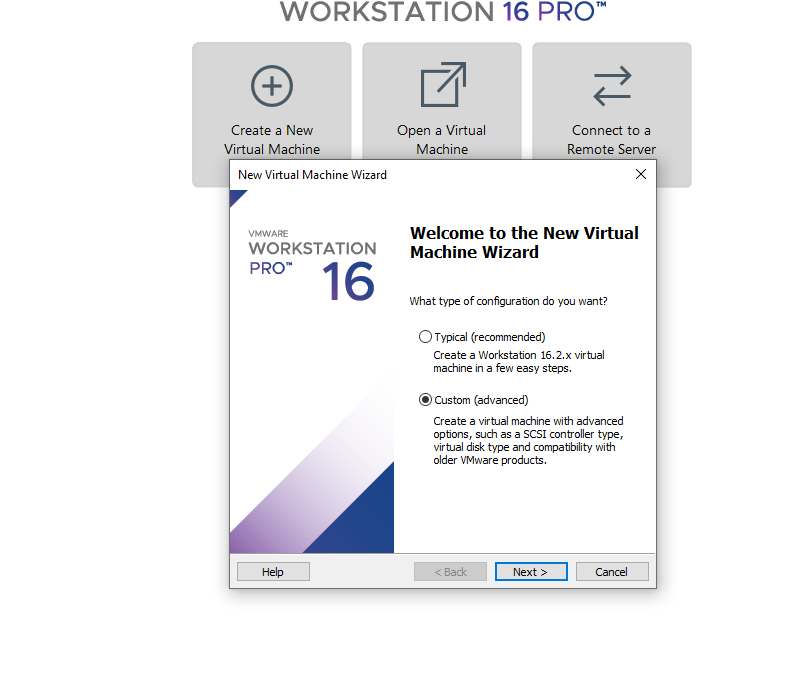 WORKSTATION 16 PRO™
Create a New
Virtual Machine
Open a Virtual
Machine
Connect to a
Remote Server
New Virtual Machine Wizard
VMWARE
WORKSTATION
PRO™ 16
Welcome to the New Virtual
Machine Wizard
What type of configuration do you want?
Typical (recommended)
Create a Workstation 16.2.x virtual
machine in a few easy steps.
Custom (advanced)
Create a virtual machine with advanced
options, such as a SCSI controller type,
virtual disk type and compatibility with
older VMware products.
Help
< Back
Next >
Cancel